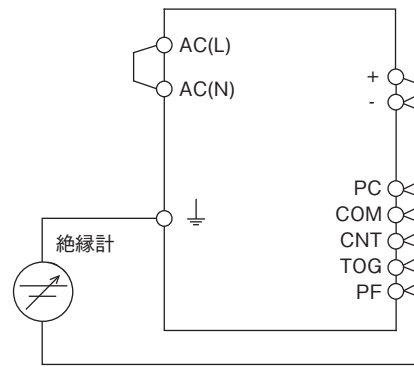 AC(L)
AC(N)
+
-
PC
COM
CNT
TOG
PF
絶縁計